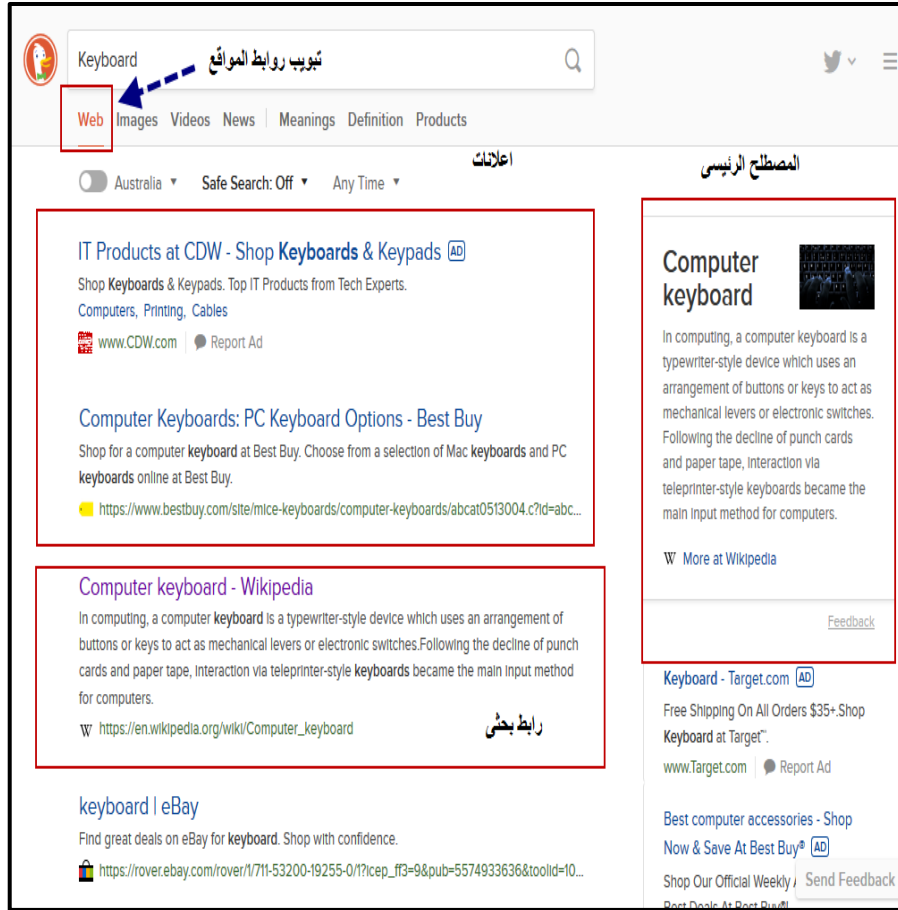 Keyboard
تبويب روابط المواقع
Web Images Videos News Meanings Definition Products
اعلانات
المصطلح الرئيسى
Australia Safe Search: Off Any Time
IT Products at CDW - Shop Keyboards & Keypads AD
Shop Keyboards & Keypads. Top IT Products from Tech Experts.
Computers, Printing, Cables
www.CDW.com Report Ad
Computer Keyboards: PC Keyboard Options - Best Buy
Shop for a computer keyboard at Best Buy. Choose from a selection of Mac keyboards and PC
keyboards online at Best Buy.
https://www.bestbuy.com/site/mice-keyboards/computer-keyboards/abcat0513004.c?id=abc...
Computer keyboard - Wikipedia
In computing, a computer keyboard is a typewriter-style device which uses an arrangement of
buttons or keys to act as mechanical levers or electronic switches.Following the decline of punch
cards and paper tape, interaction via teleprinter-style keyboards became the main input method
for computers.
W https://en.wikipedia.org/wiki/Computer_keyboard
رابط بحثى
keyboard | eBay
Find great deals on eBay for keyboard. Shop with confidence.
https://rover.ebay.com/rover/1/711-53200-19255-0/1?icep_ff3=9&pub=5574933636&toolid=10...
Computer
keyboard
In computing, a computer keyboard is a
typewriter-style device which uses an
arrangement of buttons or keys to act as
mechanical levers or electronic switches.
Following the decline of punch cards
and paper tape, interaction via
teleprinter-style keyboards became the
main input method for computers.
W More at Wikipedia
Feedback
Keyboard - Target.com AD
Free Shipping On All Orders $35+.Shop
Keyboard at Target™.
www.Target.com Report Ad
Best computer accessories - Shop
Now & Save At Best Buy® AD
Shop Our Official Weekly
Send Feedback
Best Deals At Best Buy®!